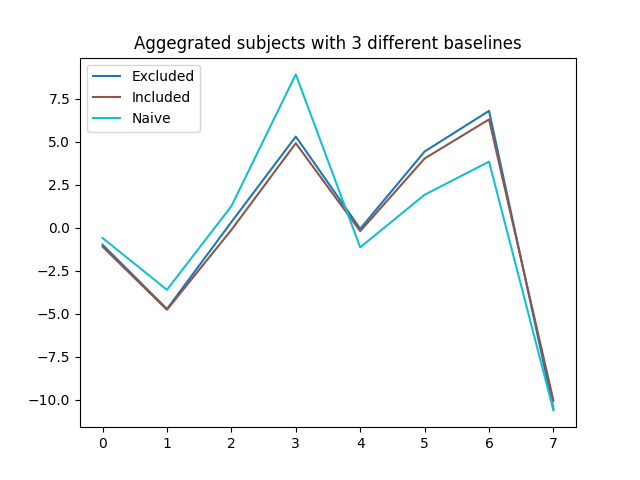 Aggegrated subjects with 3 different baselines
Excluded
Included
Naive
7.5
5.0
2.5
0.0
−2.5
−5.0
−7.5
−10.0
0 1 2 3 4 5 6 7